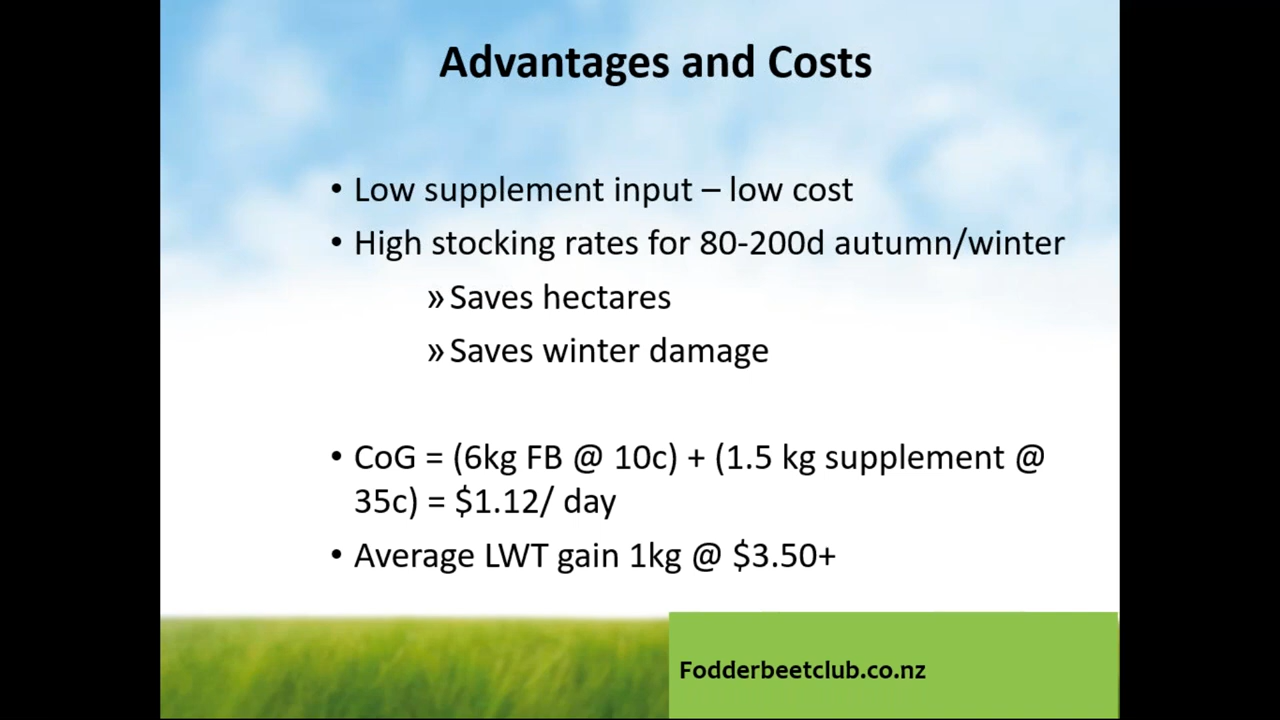 Advantages and Costs
• Low supplement input – low cost
• High stocking rates for 80-200d autumn/winter
» Saves hectares
» Saves winter damage
• CoG = (6kg FB @ 10c) + (1.5 kg supplement @
35c) = $1.12/ day
• Average LWT gain 1kg @ $3.50+
Fodderbeetclub.co.nz